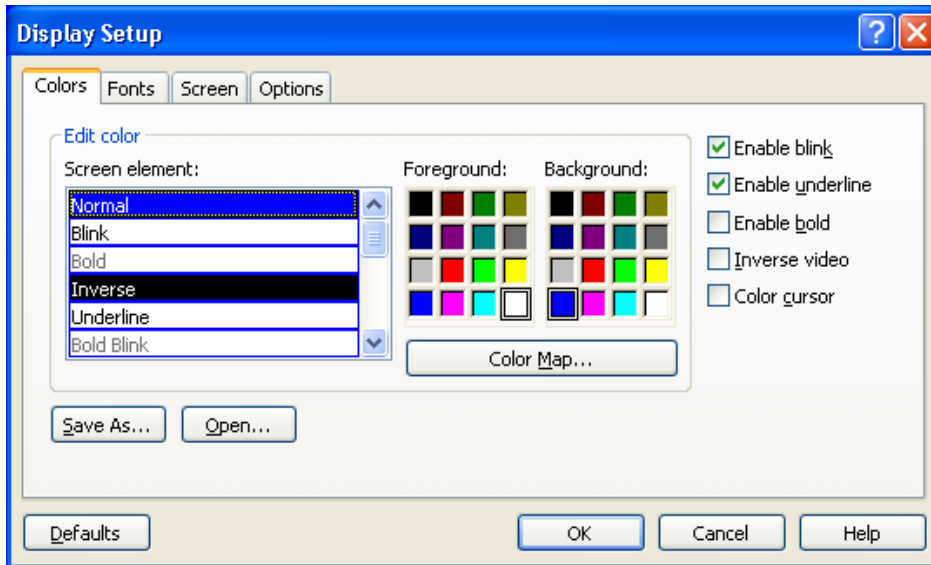 Display Setup
Colors Fonts Screen Options
Edit color
Screen element: Foreground: Background:
Normal
Blink
Bold
Inverse
Underline
Bold Blink
Color Map...
Enable blink
Enable underline
Enable bold
Inverse video
Color cursor
Save As... Open...
Defaults OK Cancel Help